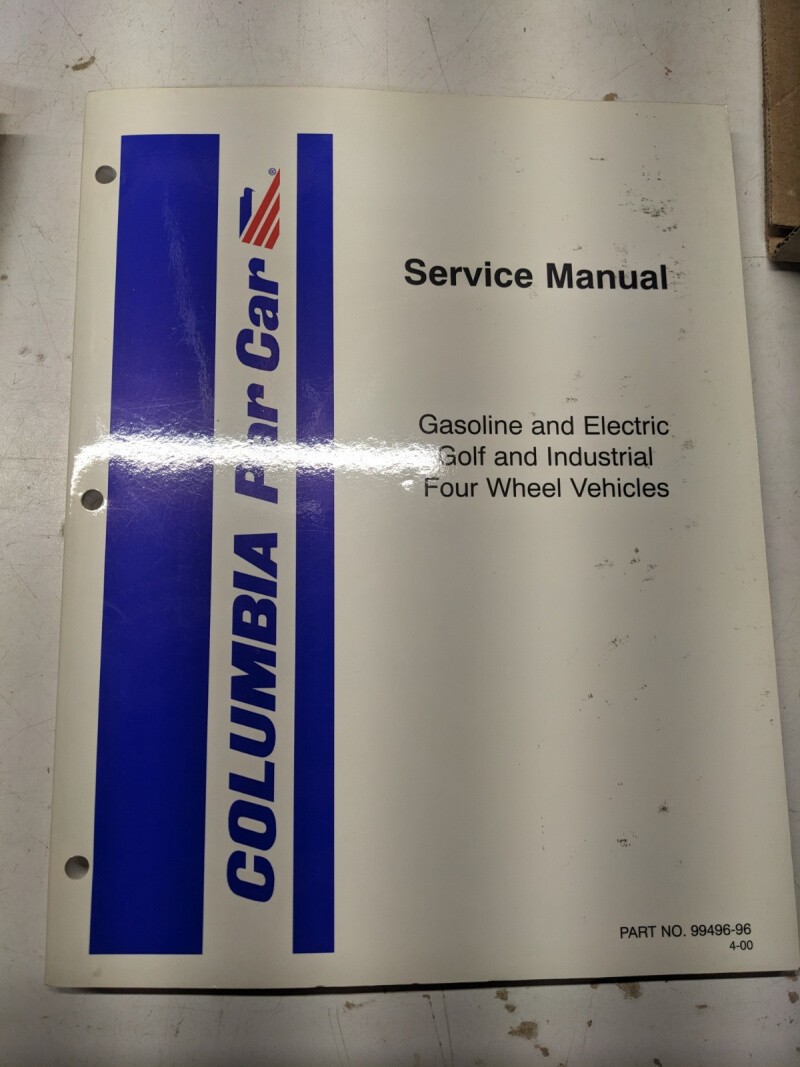 COLUMBIA Par Car ®
Service Manual
Gasoline and Electric
Golf and Industrial
Four Wheel Vehicles
PART NO. 99496-96
4-00